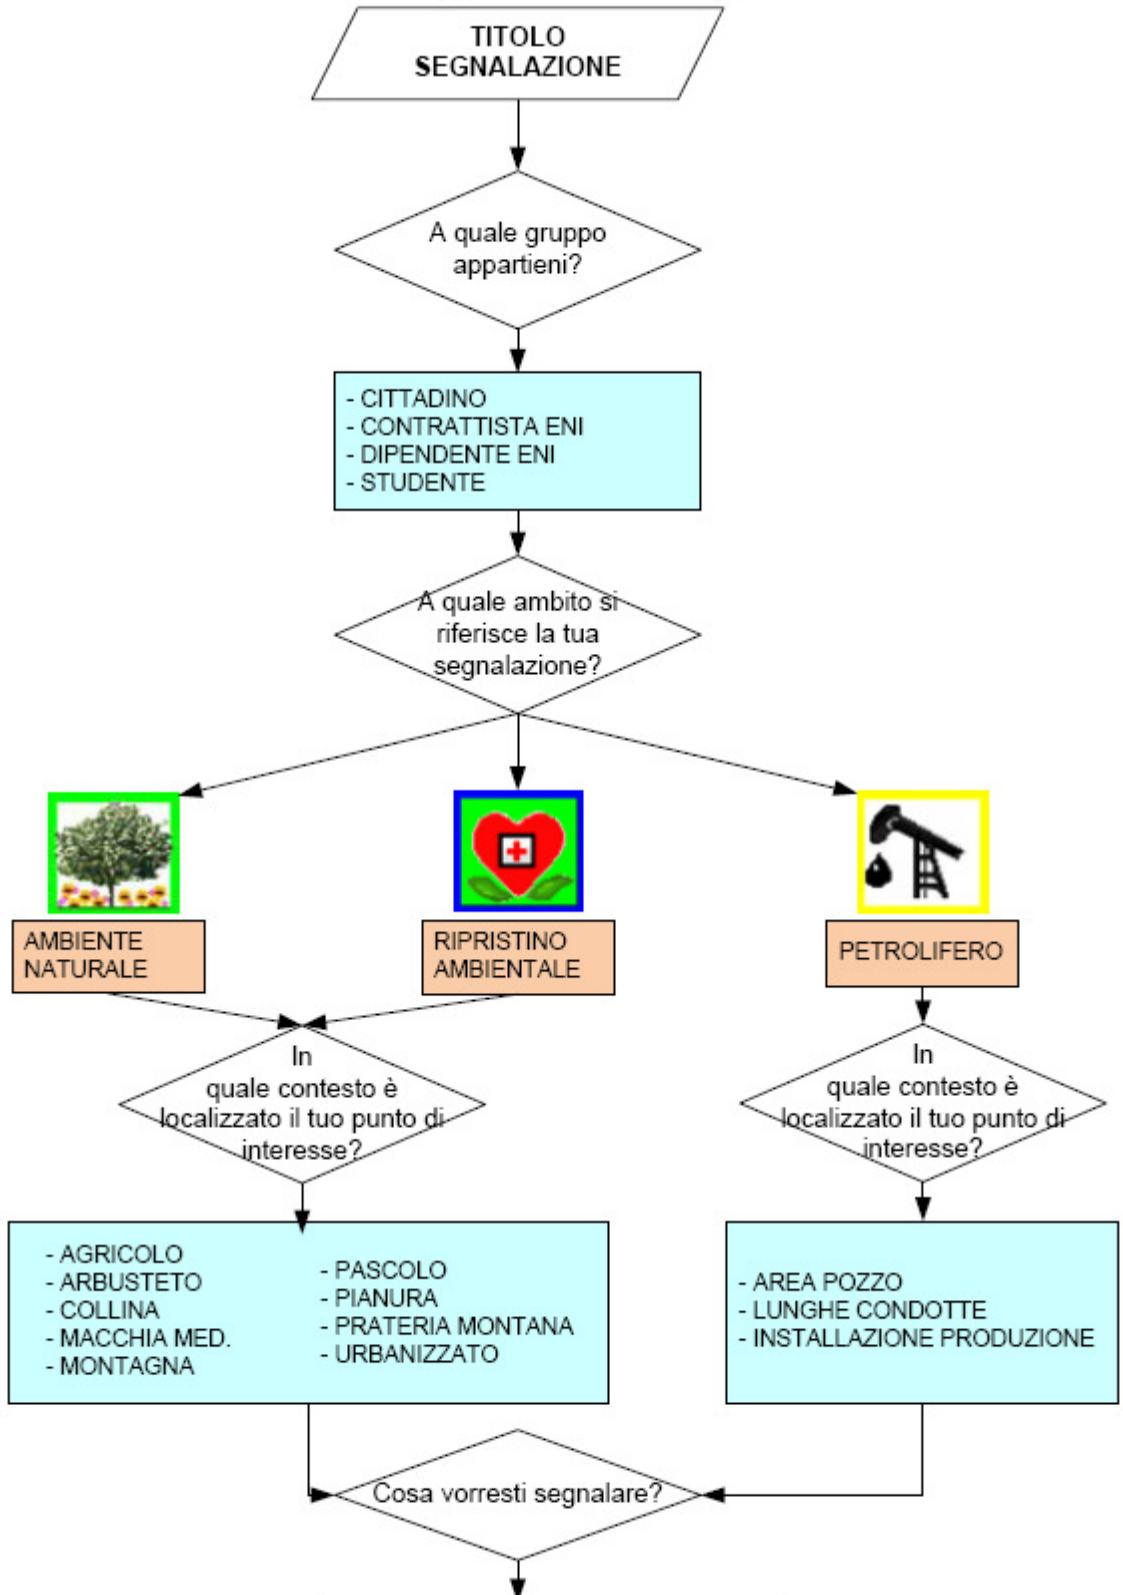 TITOLO
SEGNALAZIONE
A quale gruppo
appartieni?
- CITTADINO
- CONTRATTISTA ENI
- DIPENDENTE ENI
- STUDENTE
A quale ambito si
riferisce la tua
segnalazione?
AMBIENTE
NATURALE
RIPRISTINO
AMBIENTALE
PETROLIFERO
In
quale contesto è
localizzato il tuo punto di
interesse?
In
quale contesto è
localizzato il tuo punto di
interesse?
- AGRICOLO
- ARBUSTETO
- COLLINA
- MACCHIA MED.
- MONTAGNA
- PASCOLO
- PIANURA
- PRATERIA MONTANA
- URBANIZZATO
- AREA POZZO
- LUNGHE CONDOTTE
- INSTALLAZIONE PRODUZIONE
Cosa vorresti segnalare?